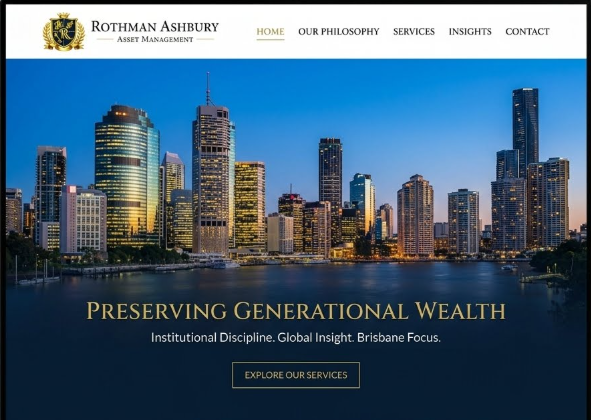 ROTHMAN ASHBURY
ASSET MANAGEMENT
HOME OUR PHILOSOPHY SERVICES INSIGHTS CONTACT
PRESERVING GENERATIONAL WEALTH
Institutional Discipline. Global Insight. Brisbane Focus.
EXPLORE OUR SERVICES